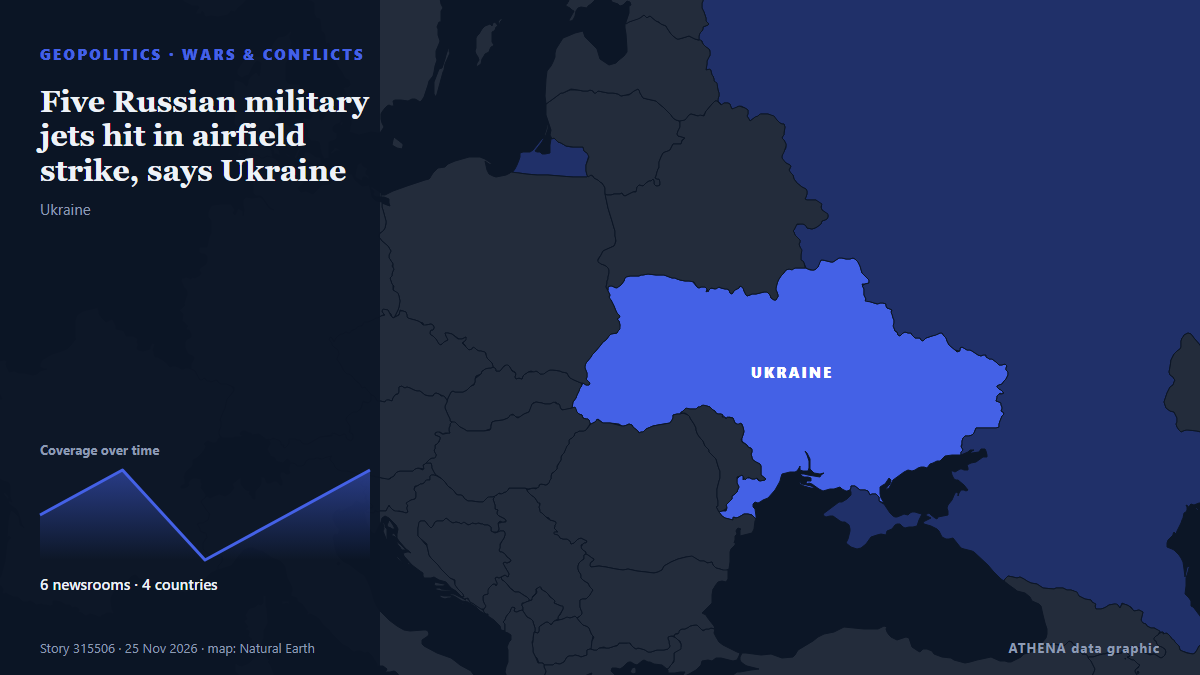 GEOPOLITICS · WARS & CONFLICTS
Five Russian military
jets hit in airfield
strike, says Ukraine
Ukraine
UKRAINE
Coverage over time
6 newsrooms · 4 countries
Story 315506 · 25 Nov 2026 · map: Natural Earth
ATHENA data graphic